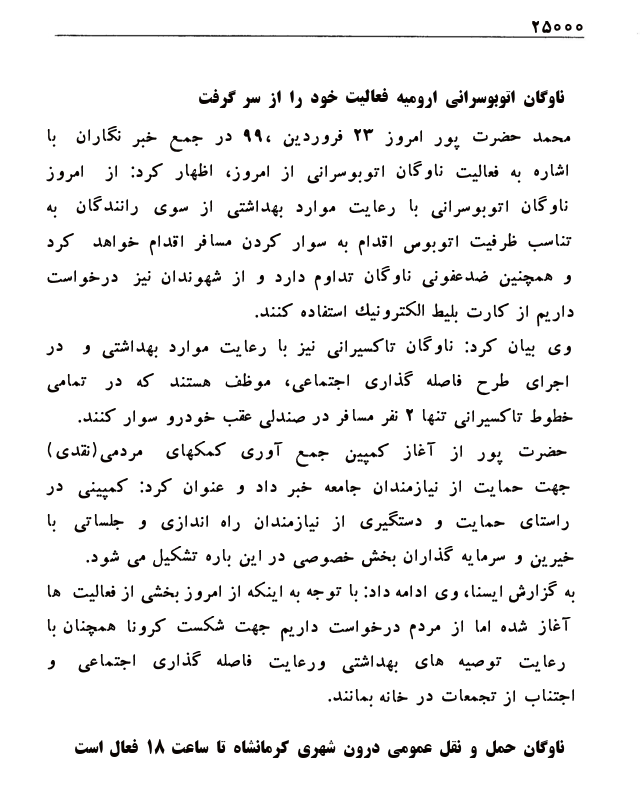 ۲۵۰۰۰
ناوگان اتوبوسرانی ارومیه فعالیت خود را از سر گرفت
محمد حضرت پور امروز ۲۳ فروردین ،۹۹ در جمع خبر نگاران با
اشاره به فعالیت ناوگان اتوبوسرانی از امروز، اظهار کرد: از امروز
ناوگان اتوبوسرانی با رعایت موارد بهداشتی از سوی رانندگان به
تناسب ظرفیت اتوبوس اقدام به سوار کردن مسافر اقدام خواهد کرد
و همچنین ضدعفونی ناوگان تداوم دارد و از شهوندان نیز درخواست
داریم از کارت بلیط الکترونیك استفاده کنند.
وی بیان کرد: ناوگان تاکسیرانی نیز با رعایت موارد بهداشتی و در
اجرای طرح فاصله گذاری اجتماعی، موظف هستند که در تمامی
خطوط تاکسیرانی تنها ۲ نفر مسافر در صندلی عقب خودرو سوار کنند.
حضرت پور از آغاز کمپین جمع آوری کمکهای مردمی(نقدی)
جهت حمایت از نیازمندان جامعه خبر داد و عنوان کرد: کمپینی در
راستای حمایت و دستگیری از نیازمندان راه اندازی و جلساتی با
خیرین و سرمایه گذاران بخش خصوصی در این باره تشکیل می شود.
به گزارش ایسنا، وی ادامه داد: با توجه به اینکه از امروز بخشی از فعالیت ها
آغاز شده اما از مردم درخواست داریم جهت شکست کرونا همچنان با
رعایت توصیه های بهداشتی ورعایت فاصله گذاری اجتماعی و
اجتناب از تجمعات در خانه بمانند.
ناوگان حمل و نقل عمومی درون شهری کرمانشاه تا ساعت ۱۸ فعال است